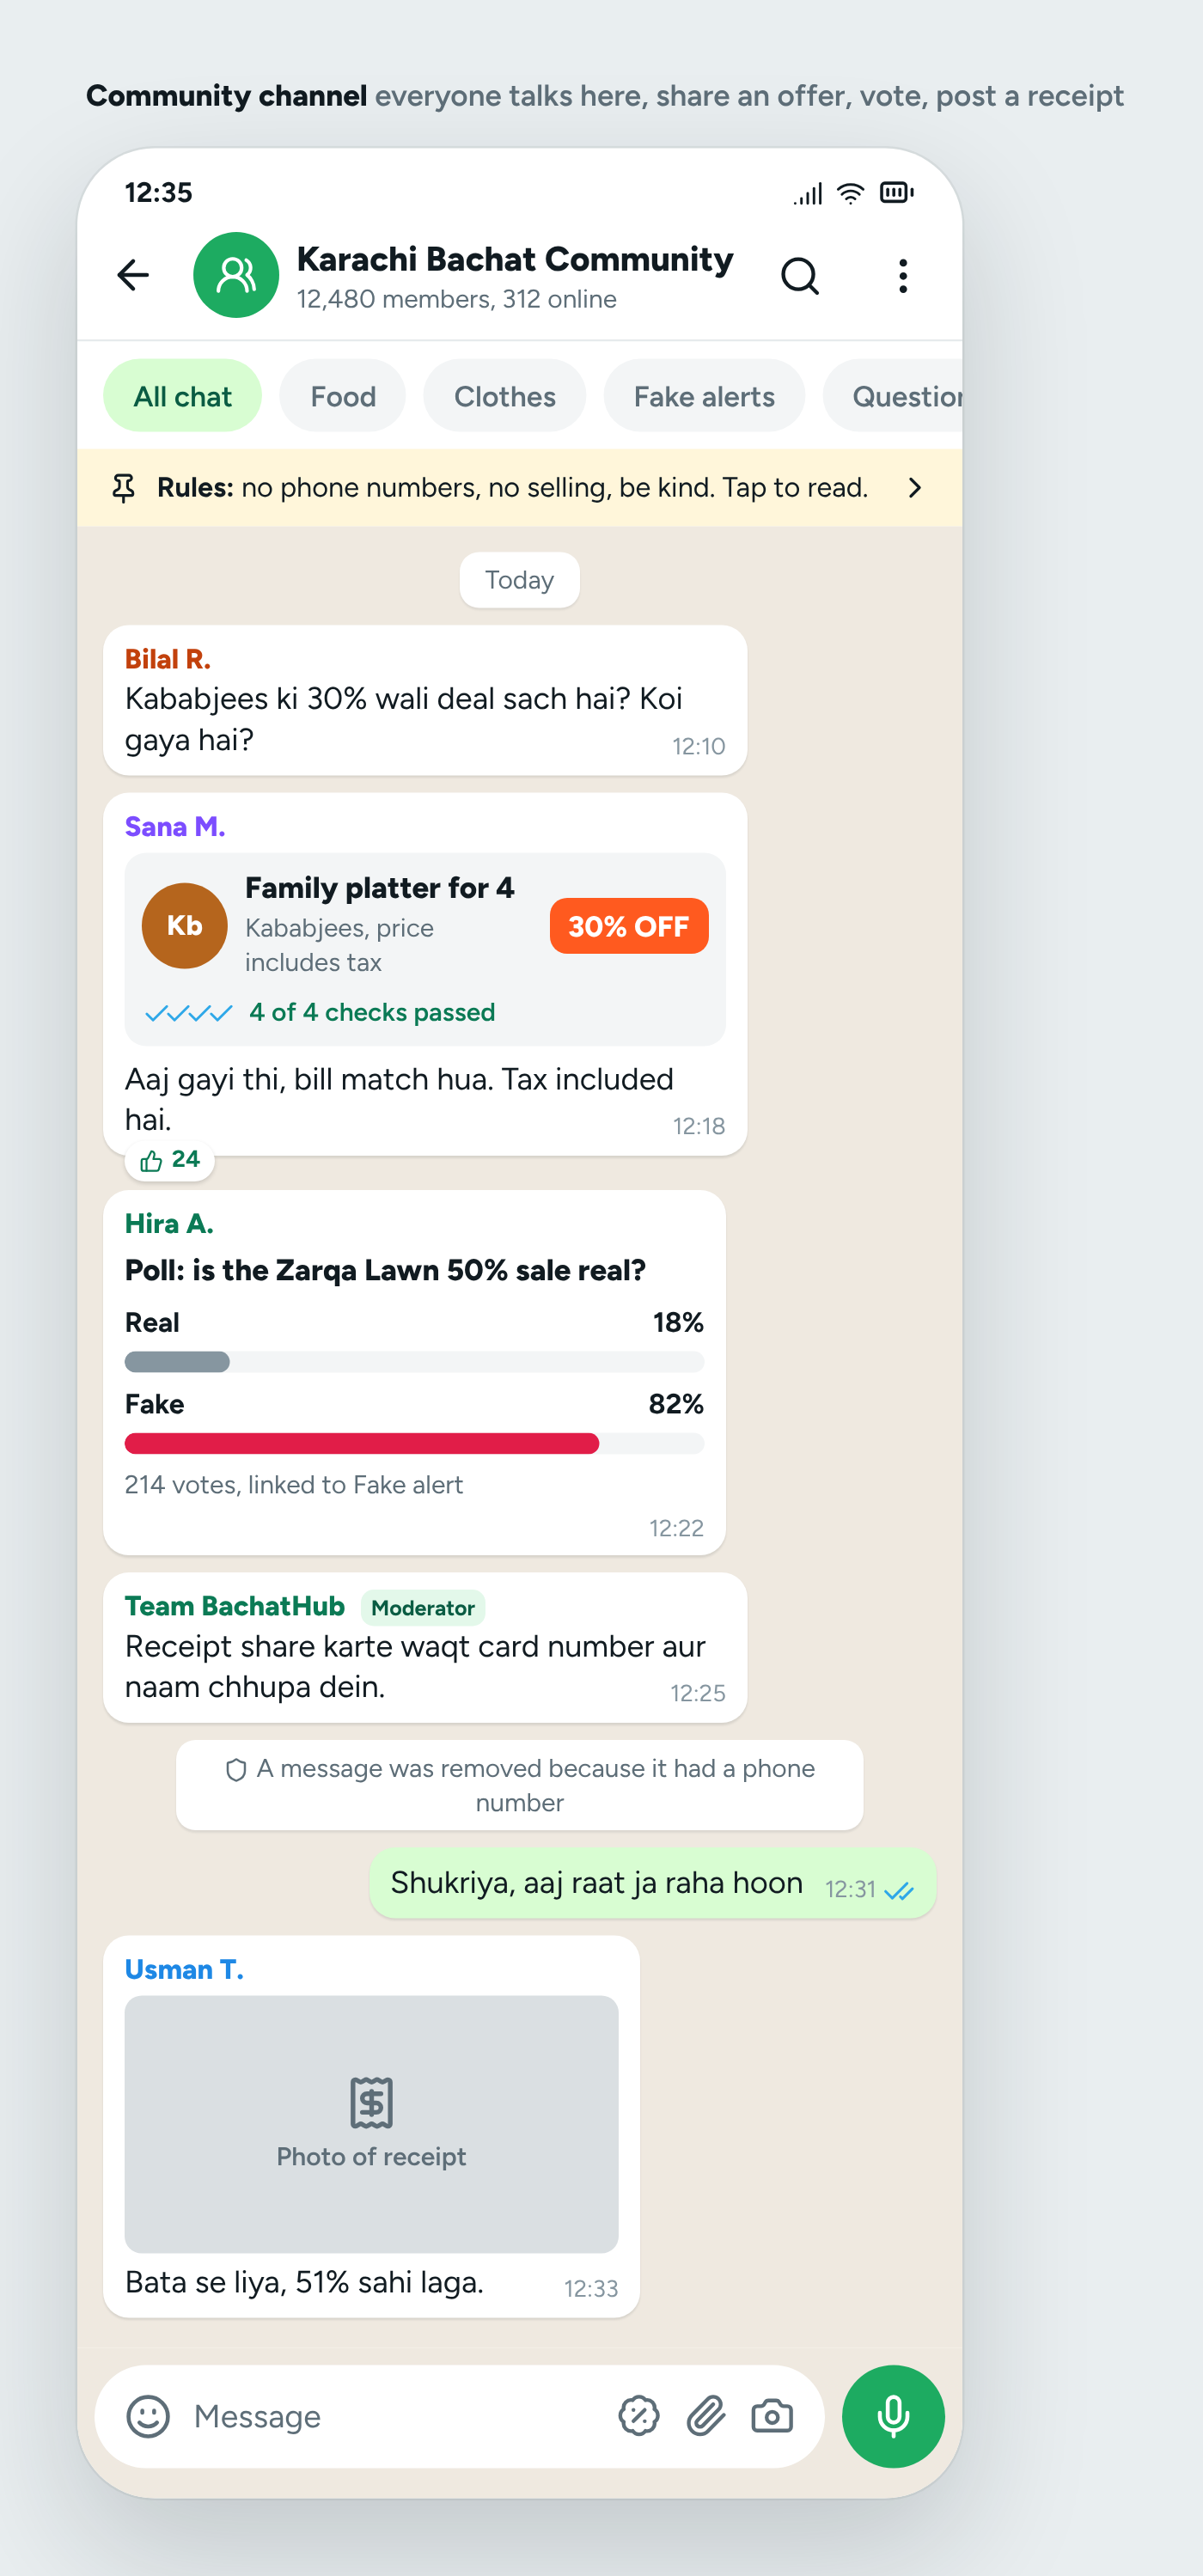 Community channel everyone talks here, share an offer, vote, post a receipt
12:35
Karachi Bachat Community
12,480 members, 312 online
All chat
Food
Clothes
Fake alerts
Question
Rules: no phone numbers, no selling, be kind. Tap to read.
Today
Bilal R.
Kababjees ki 30% wali deal sach hai? Koi
gaya hai?
12:10
Sana M.
Kb
Family platter for 4
Kababjees, price
includes tax
30% OFF
4 of 4 checks passed
Aaj gayi thi, bill match hua. Tax included
hai.
12:18
24
Hira A.
Poll: is the Zarqa Lawn 50% sale real?
Real 18%
Fake 82%
214 votes, linked to Fake alert
12:22
Team BachatHub Moderator
Receipt share karte waqt card number aur
naam chhupa dein.
12:25
A message was removed because it had a phone
number
Shukriya, aaj raat ja raha hoon 12:31
Usman T.
Photo of receipt
Bata se liya, 51% sahi laga.
12:33
Message